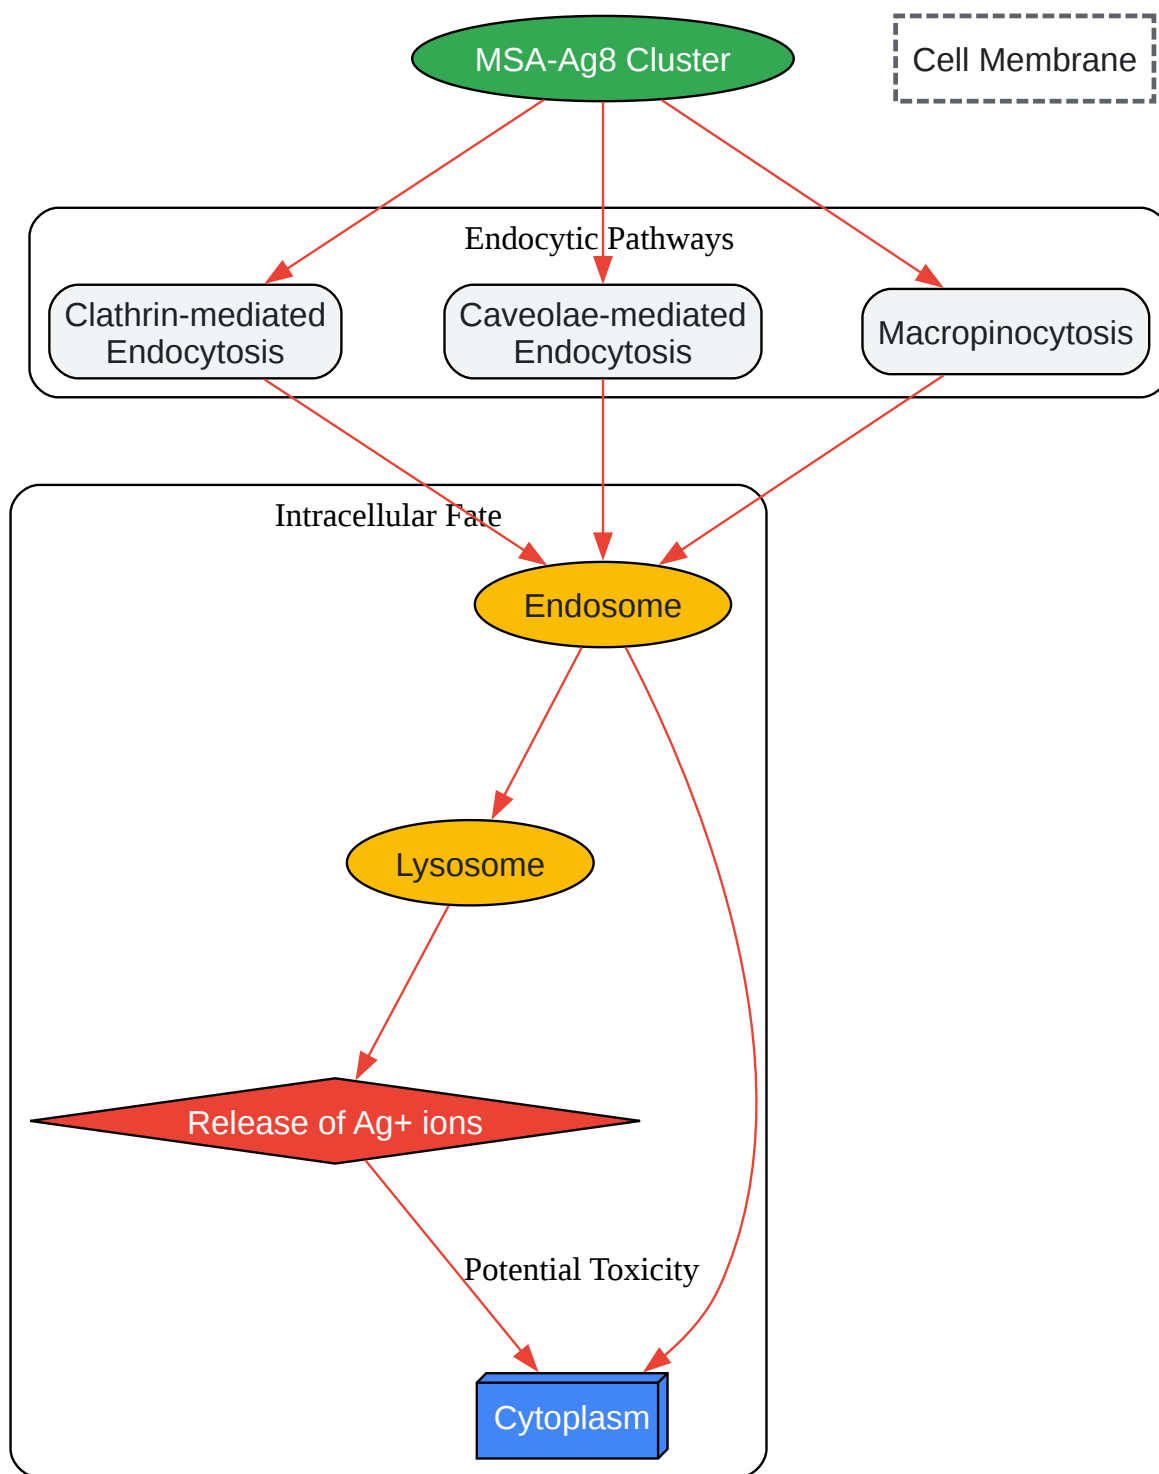 MSA-Ag8 Cluster
Cell Membrane
Endocytic Pathways
Clathrin-mediated
Endocytosis
Caveolae-mediated
Endocytosis
Macropinocytosis
Intracellular Fate
Endosome
Lysosome
Release of Ag+ ions
Potential Toxicity
Cytoplasm